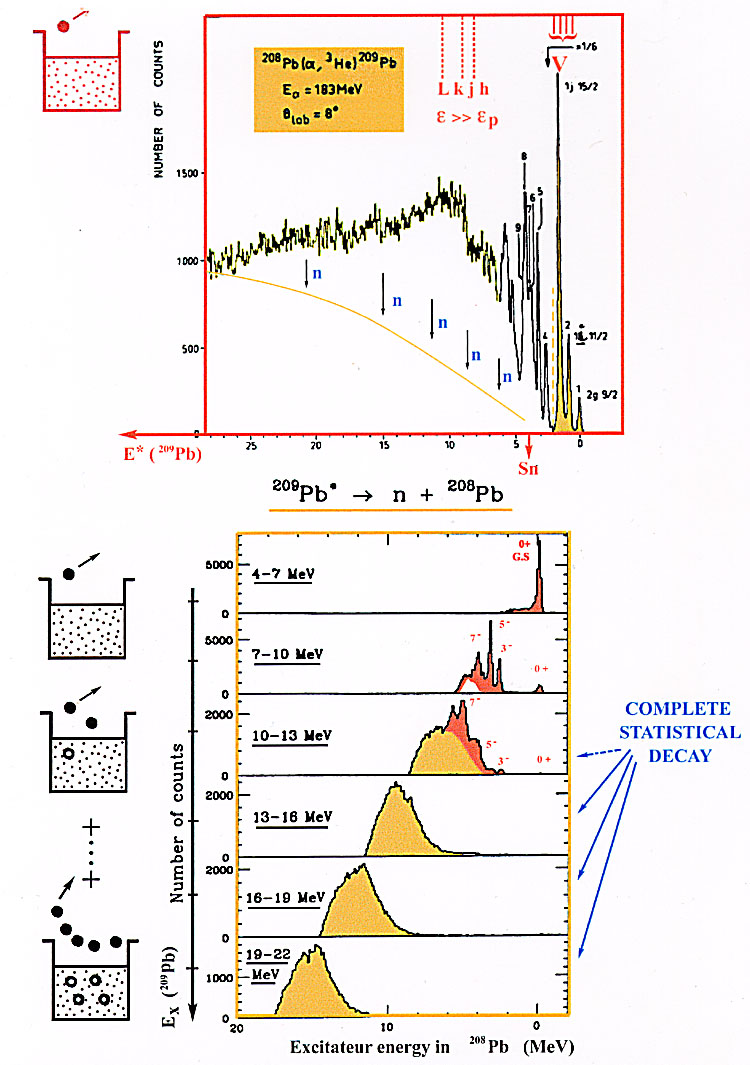 NUMBER OF COUNTS
²⁰⁸Pb(α, ³He)²⁰⁹Pb
Eα = 183MeV
θlab = 8°
L k j h
ε >> εp
×1/6
V
1j 15/2
1500
1000
500
0
8
6
5
7
9
4
2
11/2
1
2g 9/2
n
n
n
n
n
25
20
15
10
5
0
E* (²⁰⁹Pb)
Sn
²⁰⁹Pb* → n + ²⁰⁸Pb
5000
0
4-7 MeV
0+
G.S
5000
0
7-10 MeV
7⁻
5⁻
3⁻
0+
2000
0
10-13 MeV
7⁻
5⁻
3⁻
0+
2000
0
13-16 MeV
2000
0
16-19 MeV
1000
0
19-22
MeV
20
10
0
Number of counts
Ex (²⁰⁹Pb)
Excitateur energy in ²⁰⁸Pb (MeV)
COMPLETE
STATISTICAL
DECAY